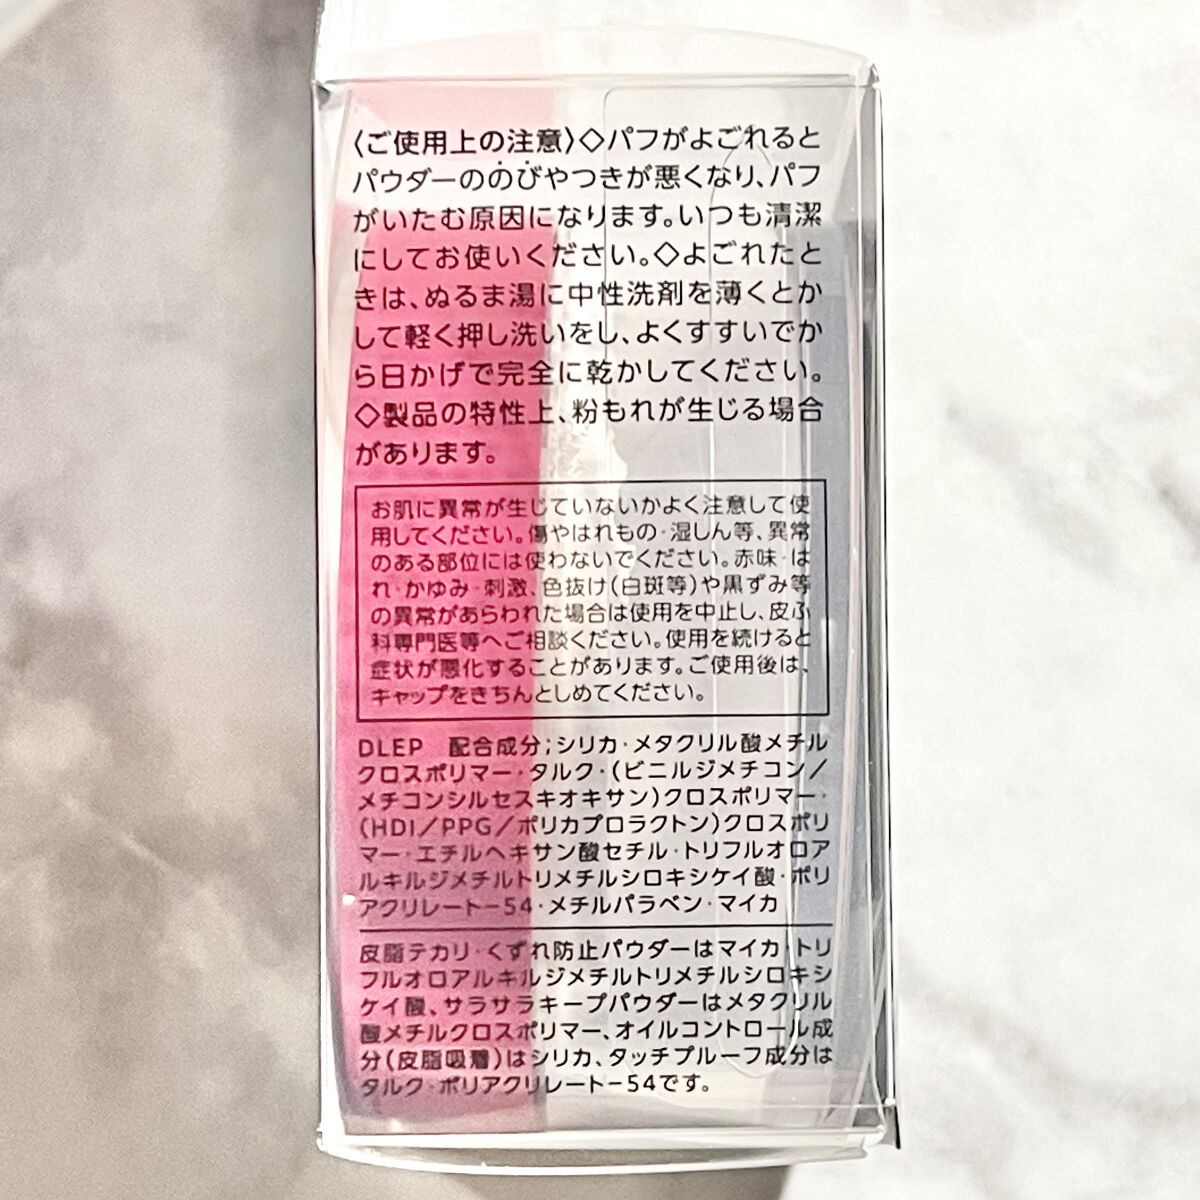 〈ご使用上の注意〉◇パフがよごれると
パウダーののびやつきが悪くなり、パフ
がいたむ原因になります。いつも清潔
にしてお使いください。◇よごれたと
きは、ぬるま湯に中性洗剤を薄くとか
して軽く押し洗いをし、よくすすいでか
ら日かげで完全に乾かしてください。
◇製品の特性上、粉もれが生じる場合
があります。
お肌に異常が生じていないかよく注意して使
用してください。傷やはれもの・湿しん等、異常
のある部位には使わないでください。赤味・は
れ・かゆみ・刺激、色抜け(白斑等)や黒ずみ等
の異常があらわれた場合は使用を中止し、皮ふ
科専門医等へご相談ください。使用を続けると
症状が悪化することがあります。ご使用後は、
キャップをきちんとしめてください。
DLEP 配合成分;シリカ・メタクリル酸メチル
クロスポリマー・タルク・(ビニルジメチコン/
メチコンシルセスキオキサン)クロスポリマー・
(HDI/PPG/ポリカプロラクトン)クロスポリ
マー・エチルヘキサン酸セチル・トリフルオロア
ルキルジメチルトリメチルシロキシケイ酸・ポリ
アクリレート−54・メチルパラベン・マイカ
皮脂テカリ・くずれ防止パウダーはマイカ・トリ
フルオロアルキルジメチルトリメチルシロキシ
ケイ酸、サラサラキープパウダーはメタクリル
酸メチルクロスポリマー、オイルコントロール成
分(皮脂吸着)はシリカ、タッチプルーフ成分は
タルク・ポリアクリレート−54です。